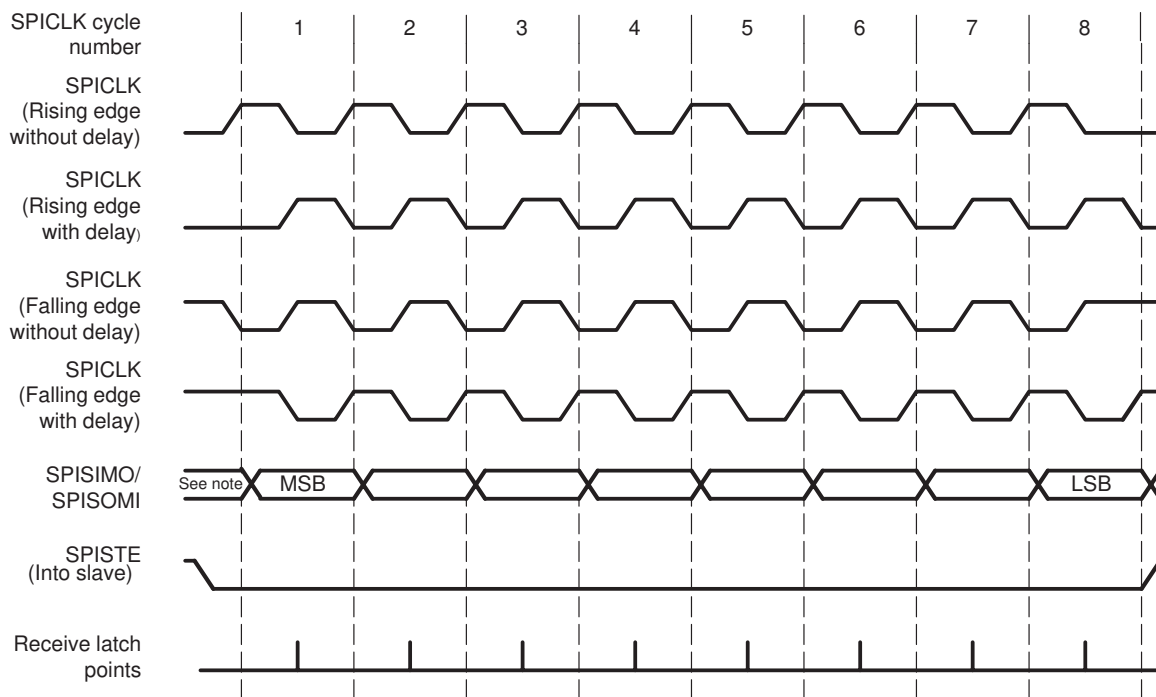 SPICLK cycle
number
1 2 3 4 5 6 7 8
SPICLK
(Rising edge
without delay)
SPICLK
(Rising edge
with delay)
SPICLK
(Falling edge
without delay)
SPICLK
(Falling edge
with delay)
SPISIMO/
SPISOMI
See note MSB LSB
SPISTE
(Into slave)
Receive latch
points